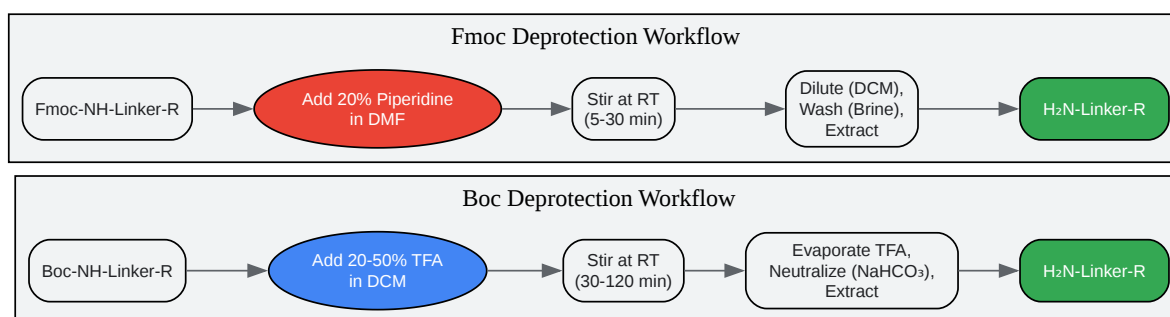 Fmoc Deprotection Workflow
Fmoc-NH-Linker-R
Add 20% Piperidine
in DMF
Stir at RT
(5-30 min)
Dilute (DCM),
Wash (Brine),
Extract
H₂N-Linker-R
Boc Deprotection Workflow
Boc-NH-Linker-R
Add 20-50% TFA
in DCM
Stir at RT
(30-120 min)
Evaporate TFA,
Neutralize (NaHCO₃),
Extract
H₂N-Linker-R